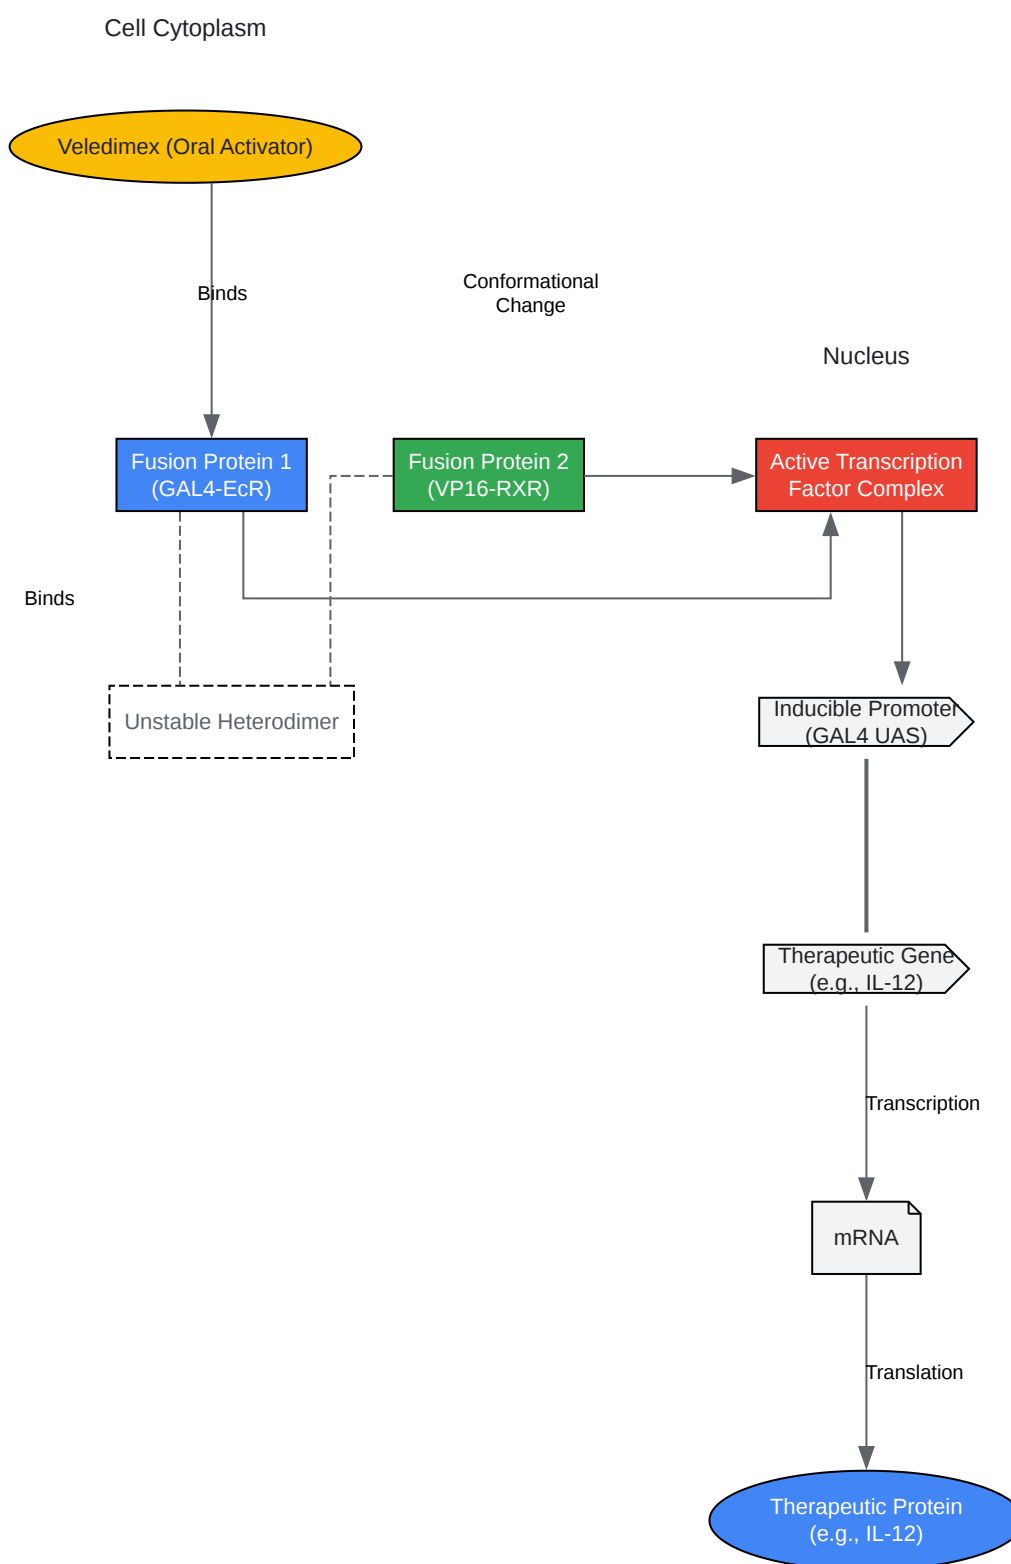 Cell Cytoplasm
Veledimex (Oral Activator)
Binds
Conformational
Change
Nucleus
Fusion Protein 1
(GAL4-EcR)
Fusion Protein 2
(VP16-RXR)
Active Transcription
Factor Complex
Binds
Unstable Heterodimer
Inducible Promoter
(GAL4 UAS)
Therapeutic Gene
(e.g., IL-12)
Transcription
mRNA
Translation
Therapeutic Protein
(e.g., IL-12)